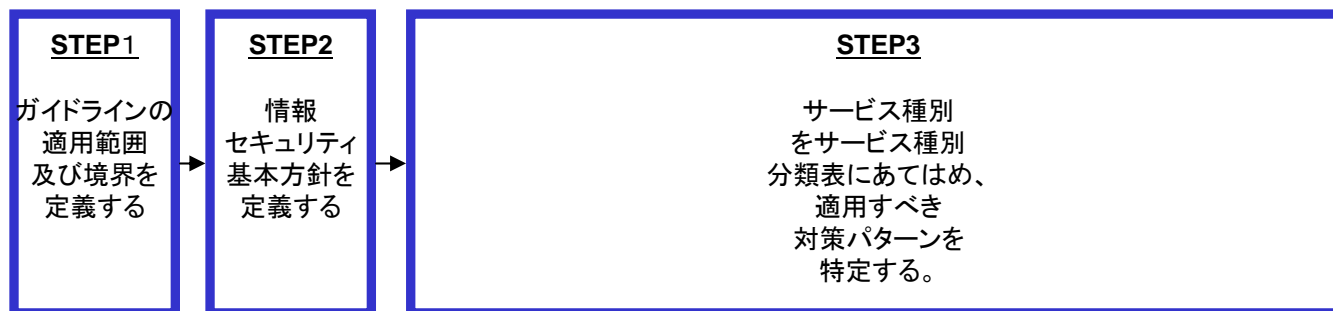 STEP１
ガイドラインの
適用範囲
及び境界を
定義する
STEP2
情報
セキュリティ
基本方針を
定義する
STEP3
サービス種別
をサービス種別
分類表にあてはめ、
適用すべき
対策パターンを
特定する。